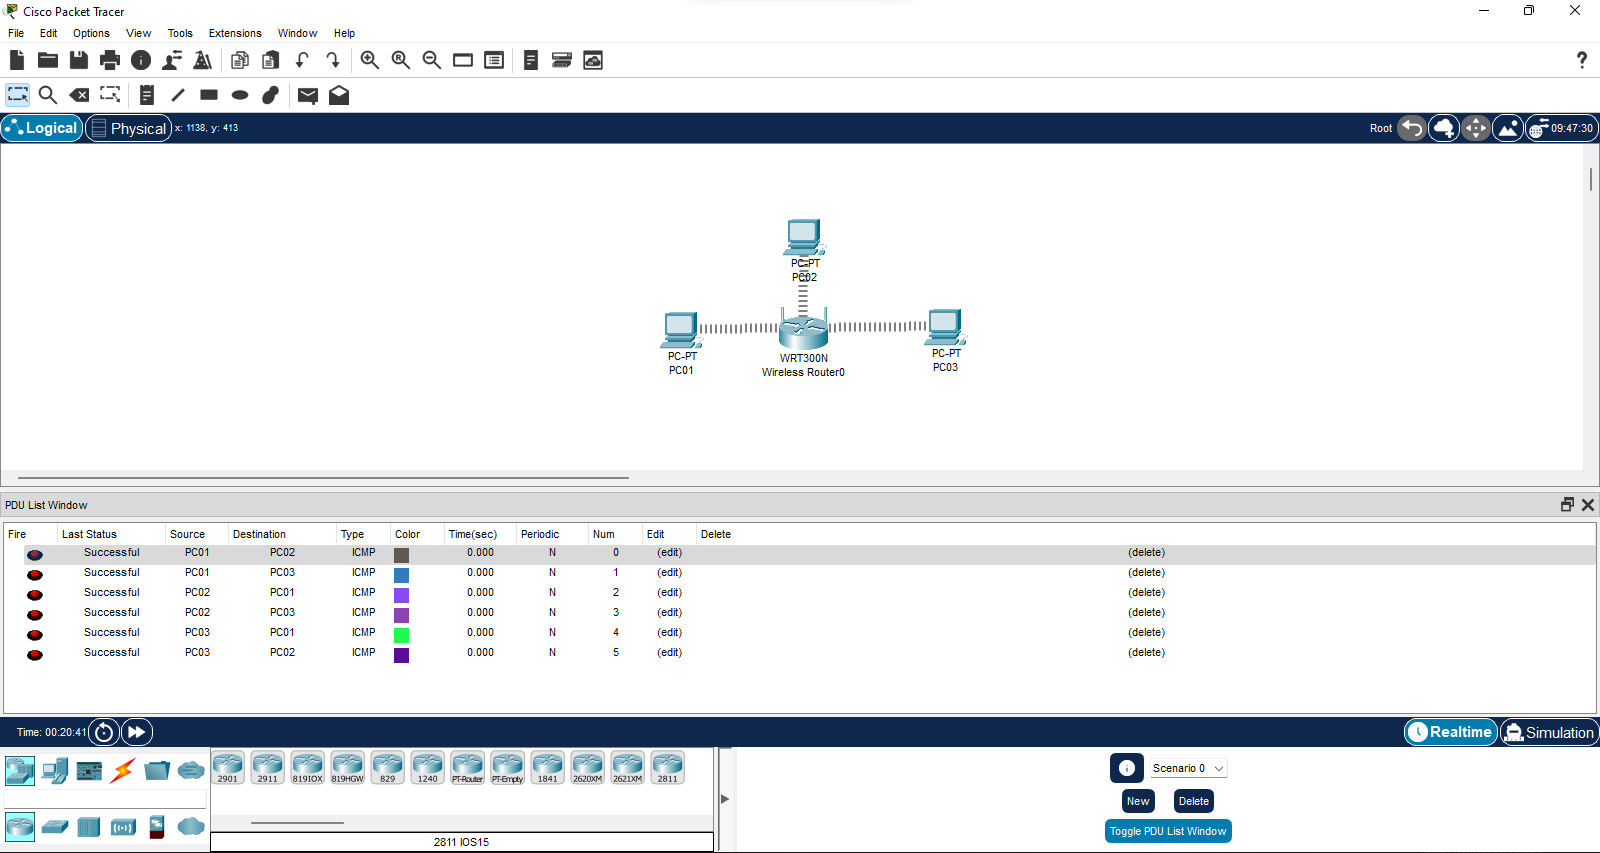 Cisco Packet Tracer
File Edit Options View Tools Extensions Window Help
Logical Physical x: 1138, y: 413 Root 09:47:30
PC-PT
PC02
PC-PT
PC01
WRT300N
Wireless Router0
PC-PT
PC03
PDU List Window
Fire Last Status Source Destination Type Color Time(sec) Periodic Num Edit Delete
Successful PC01 PC02 ICMP 0.000 N 0 (edit) (delete)
Successful PC01 PC03 ICMP 0.000 N 1 (edit) (delete)
Successful PC02 PC01 ICMP 0.000 N 2 (edit) (delete)
Successful PC02 PC03 ICMP 0.000 N 3 (edit) (delete)
Successful PC03 PC01 ICMP 0.000 N 4 (edit) (delete)
Successful PC03 PC02 ICMP 0.000 N 5 (edit) (delete)
Time: 00:20:41 Realtime Simulation
2901 2911 819IOX 819HGW 829 1240 PT-Router PT-Empty 1841 2620XM 2621XM 2811
Scenario 0
New Delete
Toggle PDU List Window
2811 IOS15